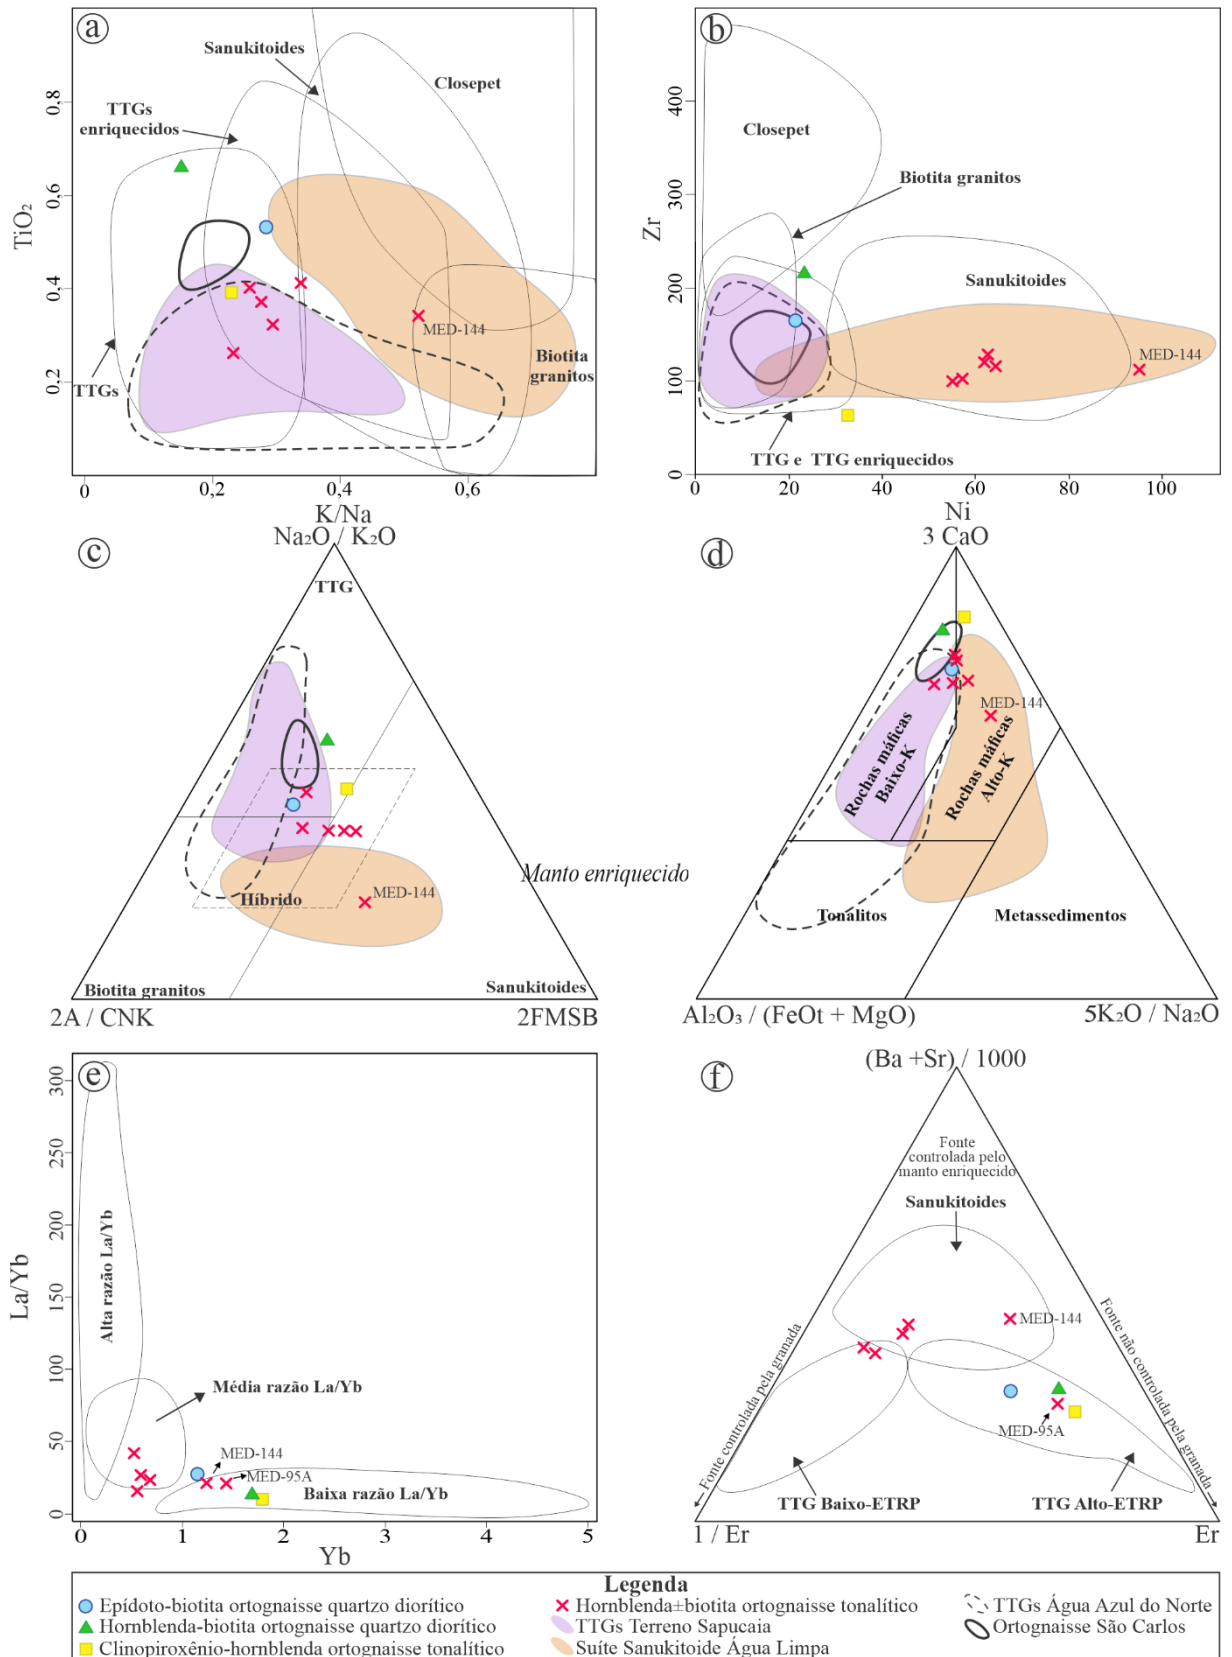 a
Sanukitoides
Closepet
TTGs
enriquecidos
TTGs
MED-144
Biotita
granitos
TiO₂
0,8
0,6
0,4
0,2
0
0,2
0,4
0,6
K/Na
b
Closepet
Biotita granitos
Sanukitoides
MED-144
TTG e TTG enriquecidos
Zr
400
300
200
100
0
0
20
40
60
80
100
Ni
c
Na₂O / K₂O
TTG
Híbrido
MED-144
Manto enriquecido
Biotita granitos
Sanukitoides
2A / CNK
2FMSB
d
3 CaO
MED-144
Rochas máficas
Baixo-K
Rochas máficas
Alto-K
Tonalitos
Metassedimentos
Al₂O₃ / (FeOt + MgO)
5K₂O / Na₂O
e
Alta razão La/Yb
Média razão La/Yb
MED-144
MED-95A
Baixa razão La/Yb
La/Yb
300
250
200
150
100
50
0
0
1
2
3
4
5
Yb
f
(Ba +Sr) / 1000
Fonte
controlada pelo
manto enriquecido
Sanukitoides
MED-144
MED-95A
Fonte controlada pela granada
Fonte não controlada pela granada
TTG Baixo-ETRP
TTG Alto-ETRP
1 / Er
Er
Legenda
Epídoto-biotita ortognaisse quartzo diorítico
Hornblenda±biotita ortognaisse tonalítico
TTGs Água Azul do Norte
Hornblenda-biotita ortognaisse quartzo diorítico
TTGs Terreno Sapucaia
Ortognaisse São Carlos
Clinopiroxênio-hornblenda ortognaisse tonalítico
Suíte Sanukitoide Água Limpa